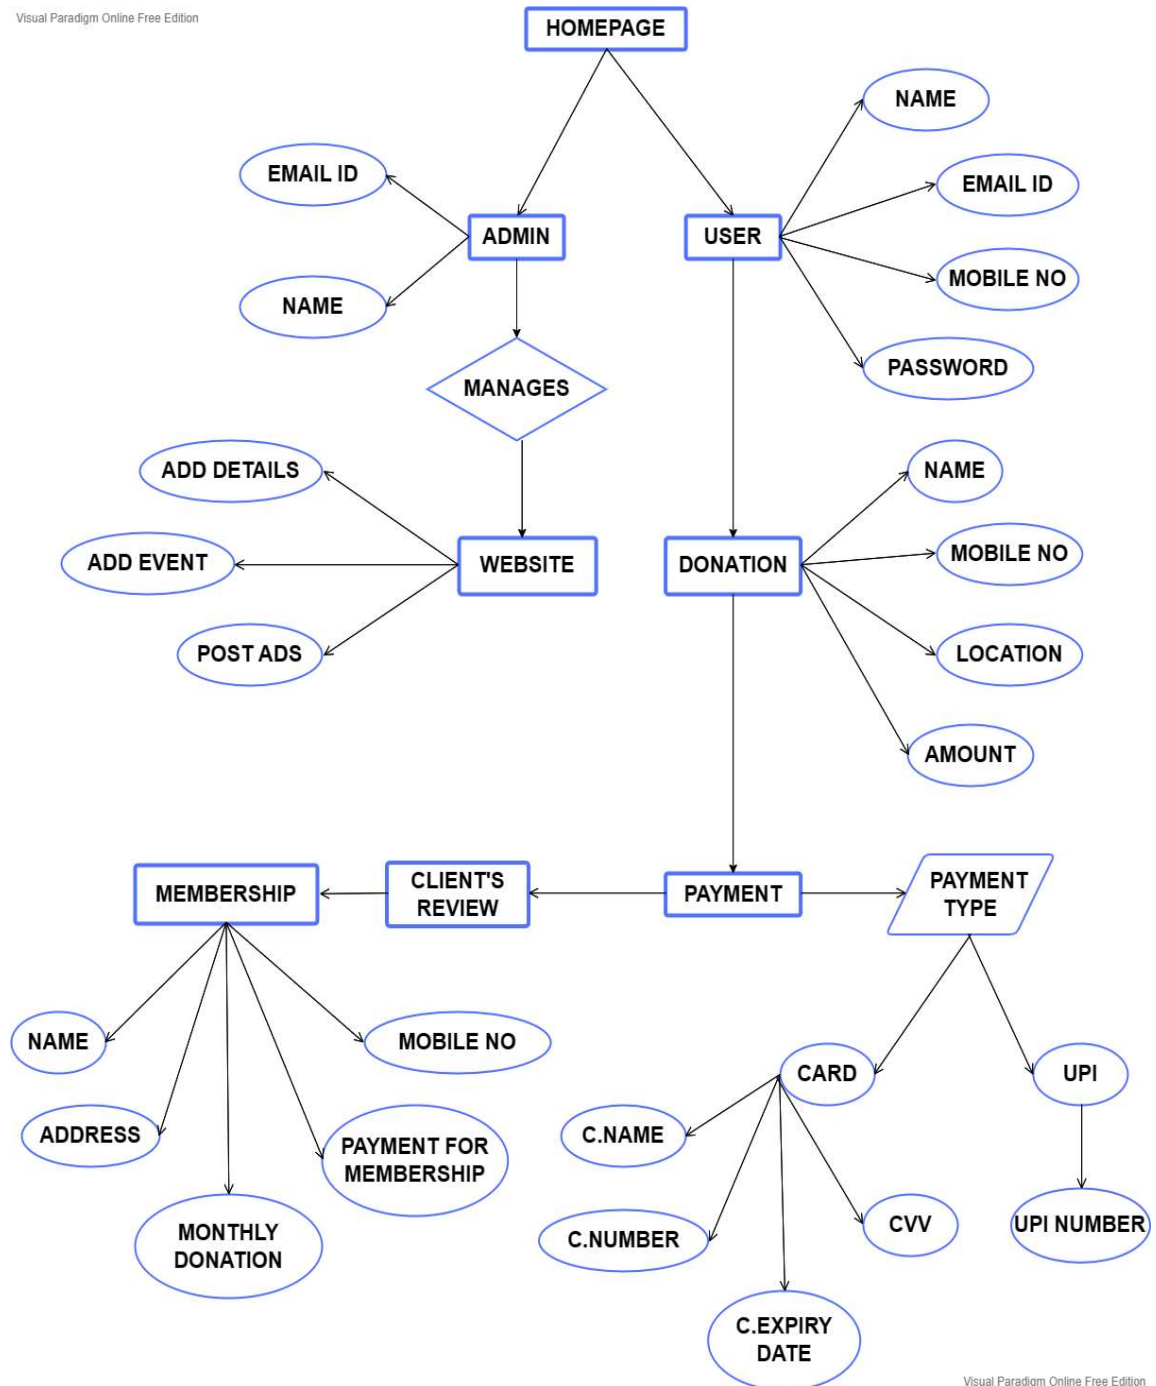 Visual Paradigm Online Free Edition
HOMEPAGE
NAME
EMAIL ID
EMAIL ID
ADMIN
USER
NAME
MOBILE NO
PASSWORD
MANAGES
ADD DETAILS
NAME
ADD EVENT
WEBSITE
DONATION
MOBILE NO
POST ADS
LOCATION
AMOUNT
MEMBERSHIP
CLIENT'S
REVIEW
PAYMENT
PAYMENT
TYPE
NAME
MOBILE NO
CARD
UPI
ADDRESS
PAYMENT FOR
MEMBERSHIP
C.NAME
MONTHLY
DONATION
C.NUMBER
CVV
UPI NUMBER
C.EXPIRY
DATE
Visual Paradigm Online Free Edition